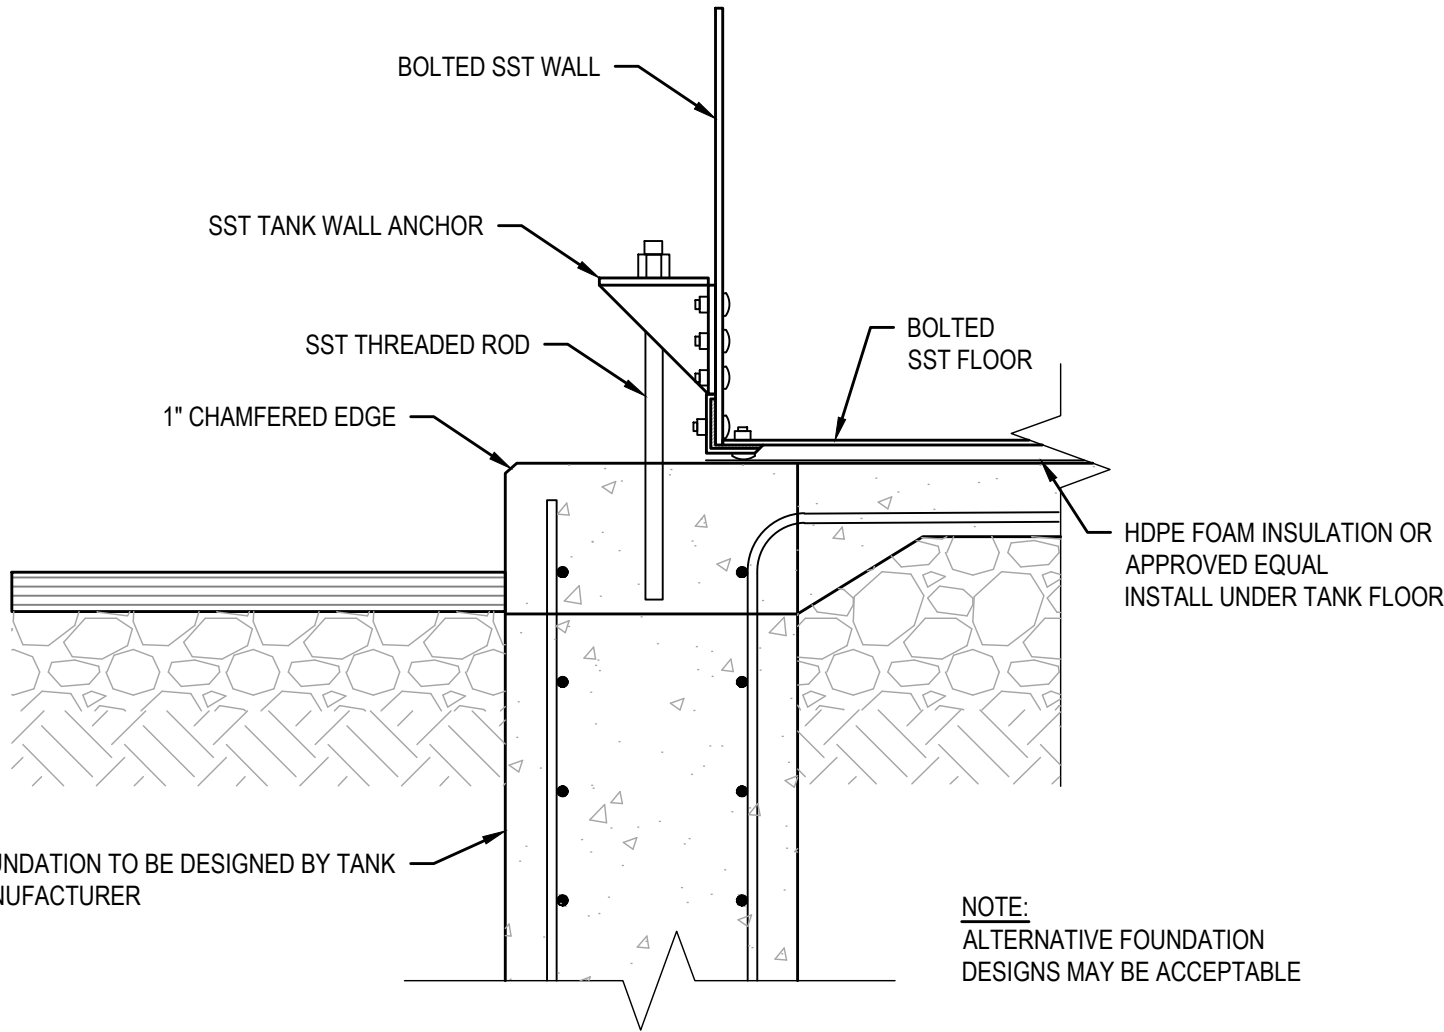 BOLTED SST WALL
SST TANK WALL ANCHOR
SST THREADED ROD
BOLTED
SST FLOOR
1" CHAMFERED EDGE
HDPE FOAM INSULATION OR
APPROVED EQUAL
INSTALL UNDER TANK FLOOR
UNDATION TO BE DESIGNED BY TANK
NUFACTURER
NOTE:
ALTERNATIVE FOUNDATION
DESIGNS MAY BE ACCEPTABLE